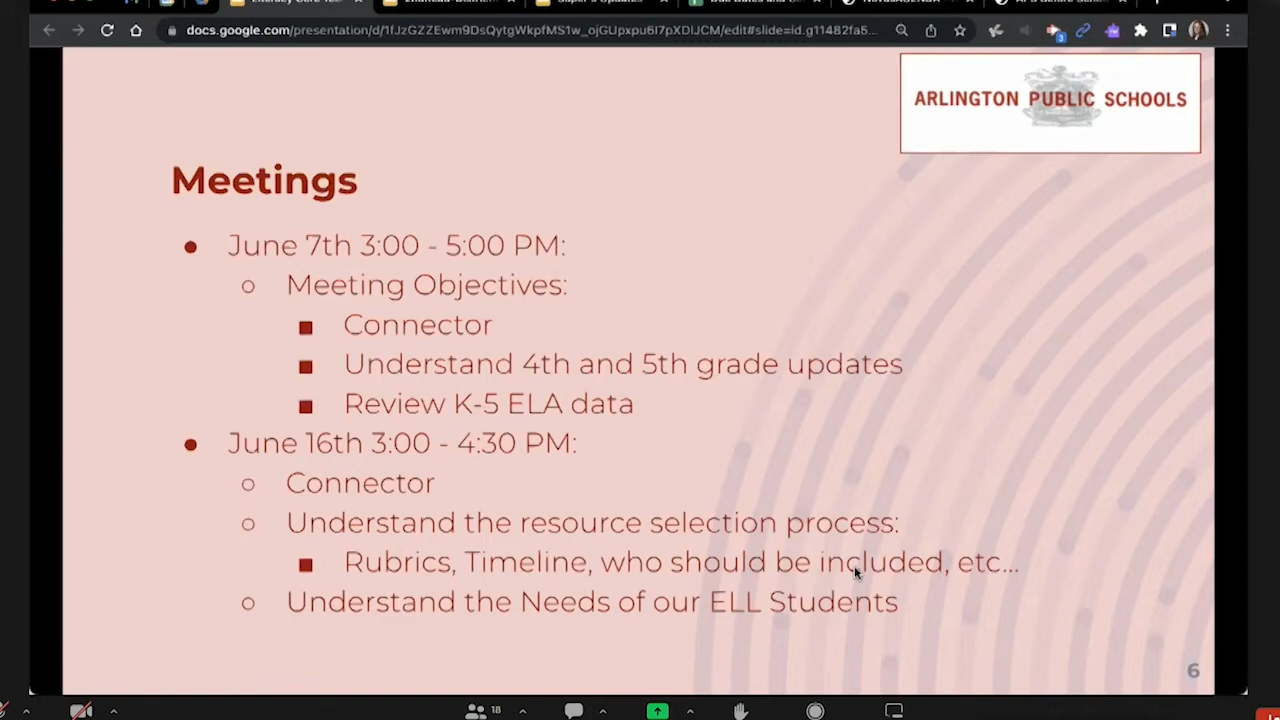 docs.google.com/presentation/d/1fJzGZZEwm9DsQytgWkpfMS1w_ojGUpxpu6I7pXDIJCM/edit#slide=id.g11482fa5...
3
ARLINGTON PUBLIC SCHOOLS
Meetings
● June 7th 3:00 - 5:00 PM:
○ Meeting Objectives:
■ Connector
■ Understand 4th and 5th grade updates
■ Review K-5 ELA data
● June 16th 3:00 - 4:30 PM:
○ Connector
○ Understand the resource selection process:
■ Rubrics, Timeline, who should be included, etc...
○ Understand the Needs of our ELL Students
6
18